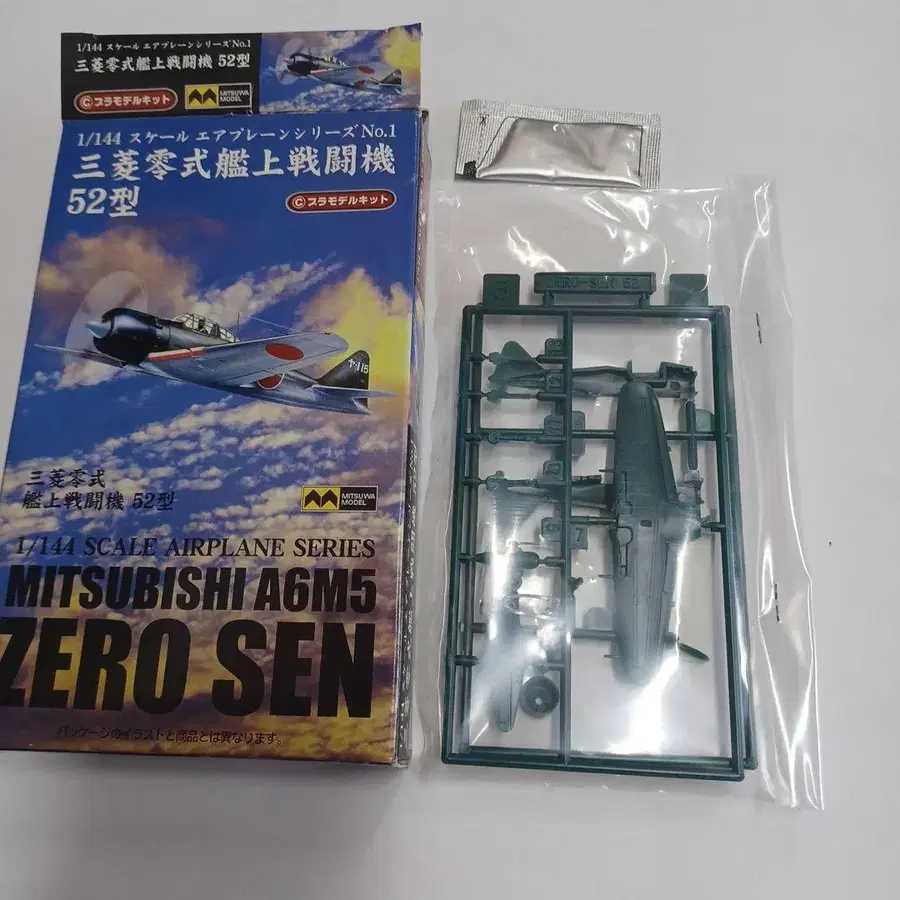 1/144 スケール エアプレーンシリーズ No.1
三菱零式艦上戦闘機 52型
Ⓒプラモデルキット
MITSUWA MODEL
1/144 スケール エアプレーンシリーズ No.1
三菱零式艦上戦闘機
52型
Ⓒプラモデルキット
ヤ-115
三菱零式
艦上戦闘機 52型
MITSUWA MODEL
1/144 SCALE AIRPLANE SERIES
MITSUBISHI A6M5
ZERO SEN
パッケージのイラストと商品とは異なります。
7